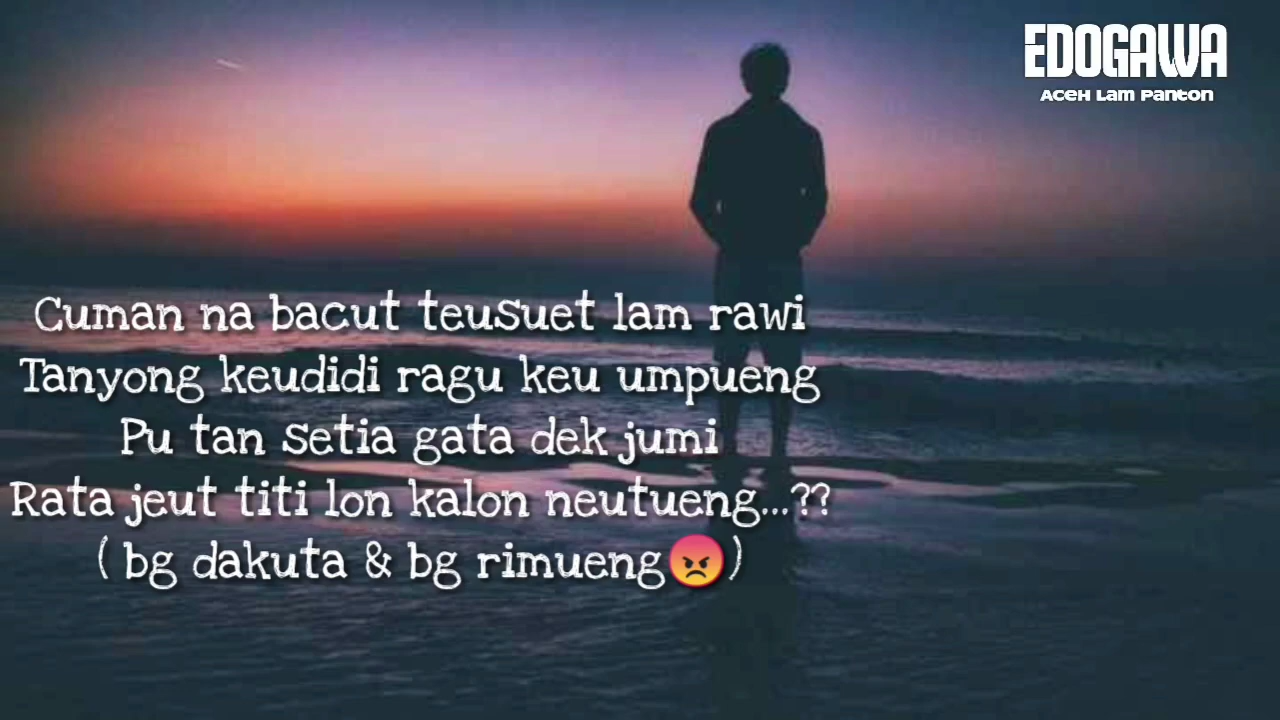 EDOGAWA
Aceh Lam Panton
Cuman na bacut teusuet lam rawi
Tanyong keudidi ragu keu umpueng
Pu tan setia gata dek jumi
Rata jeut titi lon kalon neutueng...??
( bg dakuta & bg rimueng😡)